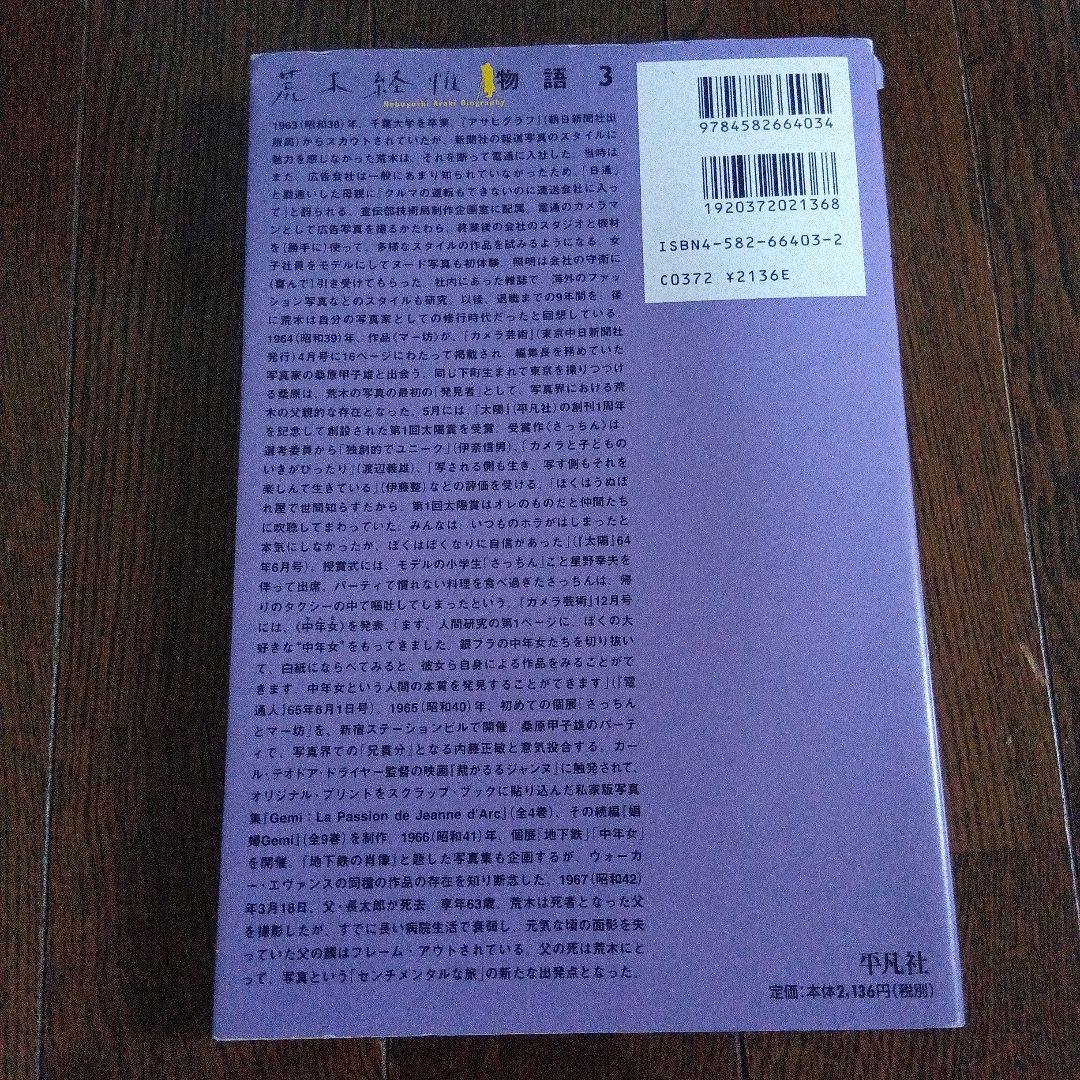 荒木経惟 物語 3
Nobuyoshi Araki Biography
1963(昭和38)年、千葉大学を卒業。『アサヒグラフ』(朝日新聞社出
版局)からスカウトされていたが、新聞社の報道写真のスタイルに
魅力を感じなかった荒木は、それを断って電通に入社した。当時は
まだ、広告会社は一般にあまり知られていなかったため、「日通」
と勘違いした母親に「クルマの運転もできないのに運送会社に入っ
て」と誤られる。宣伝部技術局制作企画室に配属。電通のカメラマ
ンとして広告写真を撮るかたわら、終業後の会社のスタジオと機材
を(勝手に)使って、多様なスタイルの作品を試みるようになる。女
子社員をモデルにしてヌード写真も初体験。照明は会社の守衛に
(喜んで)引き受けてもらった。社内にあった雑誌で、海外のファッ
ション写真などのスタイルも研究。以後、退職までの9年間を、後
に荒木は自分の写真家としての修行時代だったと回想している。
1964(昭和39)年、作品〈マー坊〉が、『カメラ芸術』(東京中日新聞社
発行)4月号に16ページにわたって掲載され、編集長を務めていた
写真家の桑原甲子雄と出会う。同じ下町生まれで東京を撮りつづけ
る桑原は、荒木の写真の最初の「発見者」として、写真界における荒
木の父親的な存在となった。5月には、『太陽』(平凡社)の創刊1周年
を記念して創設された第1回太陽賞を受賞。受賞作〈さっちん〉は、
選考委員から「独創的でユニーク」(伊奈信男)、「カメラと子どもの
いきがぴったり」(渡辺義雄)、「写される側も生き、写す側もそれを
楽しんで生きている」(伊藤整)などの評価を受ける。「ぼくはうぬぼ
れ屋で世間知らずだから、第1回太陽賞はオレのものだと仲間たち
に吹聴してまわっていた。みんなは、いつものホラがはじまったと
本気にしなかったが、ぼくはぼくなりに自信があった」(『太陽』64
年6月号)。授賞式には、モデルの小学生「さっちん」こと星野幸夫を
伴って出席。パーティで慣れない料理を食べ過ぎたさっちんは、帰
りのタクシーの中で嘔吐してしまったという。『カメラ芸術』12月号
には、〈中年女〉を発表。「まず、人間研究の第1ページに、ぼくの大
好きな“中年女”をもってきました。銀ブラの中年女たちを切り抜い
て、白紙にならべてみると、彼女ら自身による作品をみることがで
きます。中年女という人間の本質を発見することができます」(『電
通人』65年6月1日号)。1965(昭和40)年、初めての個展「さっちん
とマー坊」を、新宿ステーションビルで開催。桑原甲子雄のパーテ
ィで、写真界での「兄貴分」となる内藤正敏と意気投合する。カー
ル・テオドア・ドライヤー監督の映画『裁かるるジャンヌ』に触発されて、
オリジナル・プリントをスクラップ・ブックに貼り込んだ私家版写真
集『Gemi : La Passion de Jeanne d'Arc』(全4巻)、その続編『娼
婦Gemi』(全9巻)を制作。1966(昭和41)年、個展「地下鉄」「中年女」
を開催。『地下鉄の肖像』と題した写真集も企画するが、ウォーカ
ー・エヴァンスの同種の作品の存在を知り断念した。1967(昭和42)
年3月18日、父・長太郎が死去。享年63歳。荒木は死者となった父
を撮影したが、すでに長い病院生活で衰弱し、元気な頃の面影を失
っていた父の顔はフレーム・アウトされている。父の死は荒木にと
って、写真という「センチメンタルな旅」の新たな出発点となった。
9784582664034
1920372021368
ISBN4-582-66403-2
C0372 ¥2136E
平凡社
定価:本体2,136円(税別)